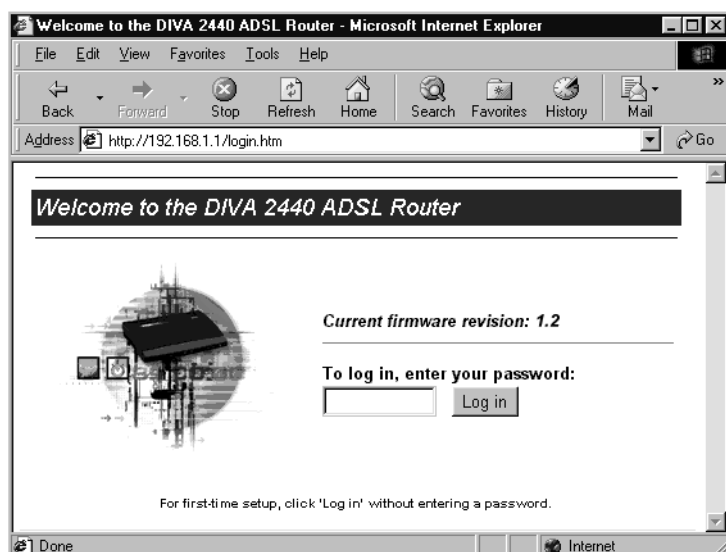 Welcome to the DIVA 2440 ADSL Router - Microsoft Internet Explorer
File Edit View Favorites Tools Help
Back Forward Stop Refresh Home Search Favorites History Mail »
Address http://192.168.1.1/login.htm Go
Welcome to the DIVA 2440 ADSL Router
Current firmware revision: 1.2
To log in, enter your password:
Log in
For first-time setup, click 'Log in' without entering a password.
Done Internet